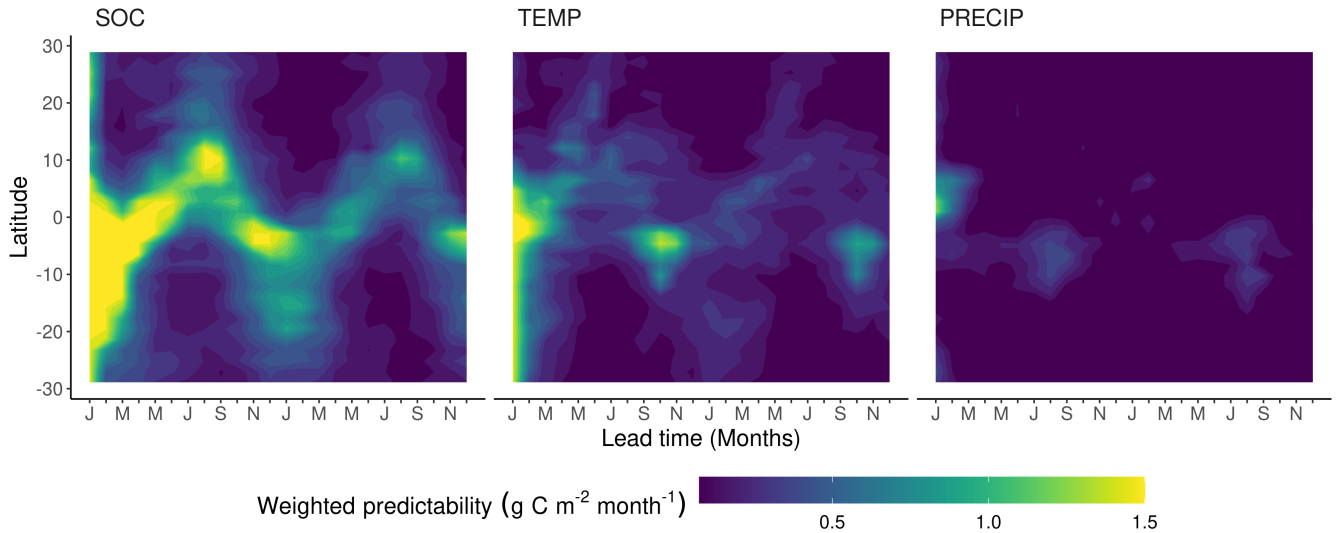 SOC TEMP PRECIP
30
20
10
0
-10
-20
-30
Latitude
J M M J S N J M M J S N J M M J S N J M M J S N J M M J S N J M M J S N
Lead time (Months)
Weighted predictability (g C m-2 month-1)
0.5 1.0 1.5